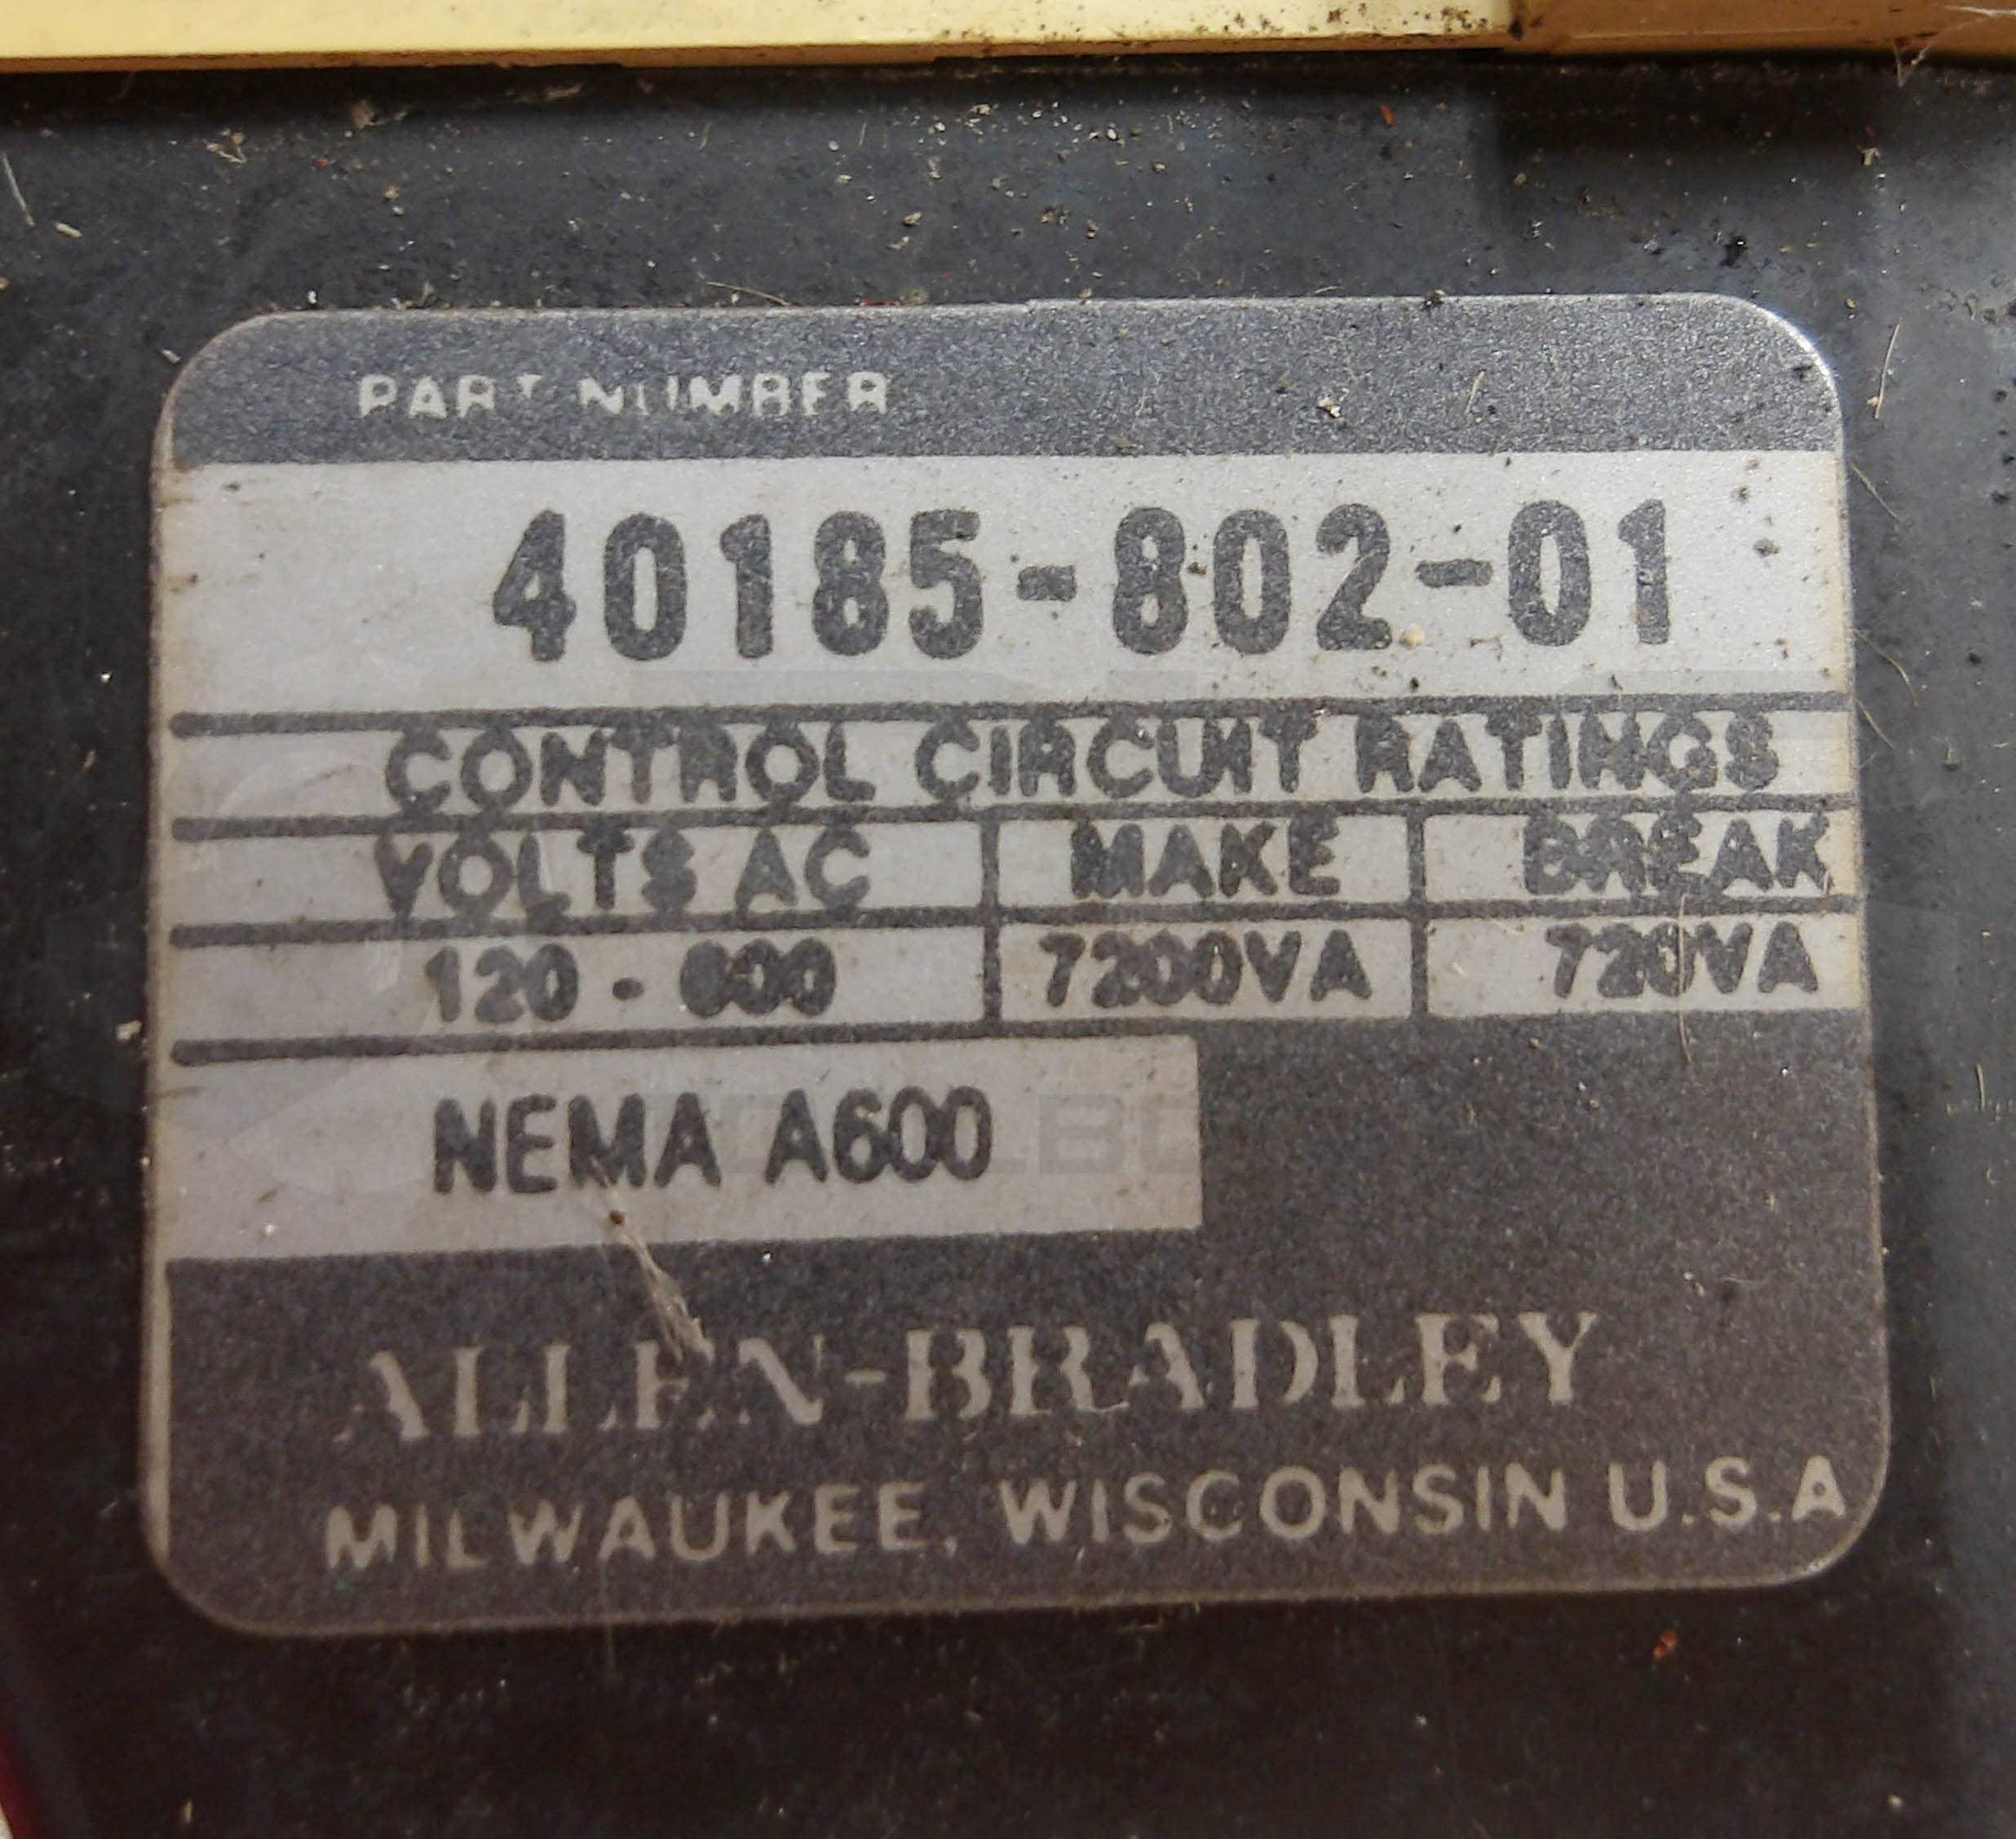 PART NUMBER
40185-802-01
CONTROL CIRCUIT RATINGS
VOLTS AC MAKE BREAK
120 - 600 7200VA 720VA
NEMA A600
ALLEN-BRADLEY
MILWAUKEE, WISCONSIN U.S.A